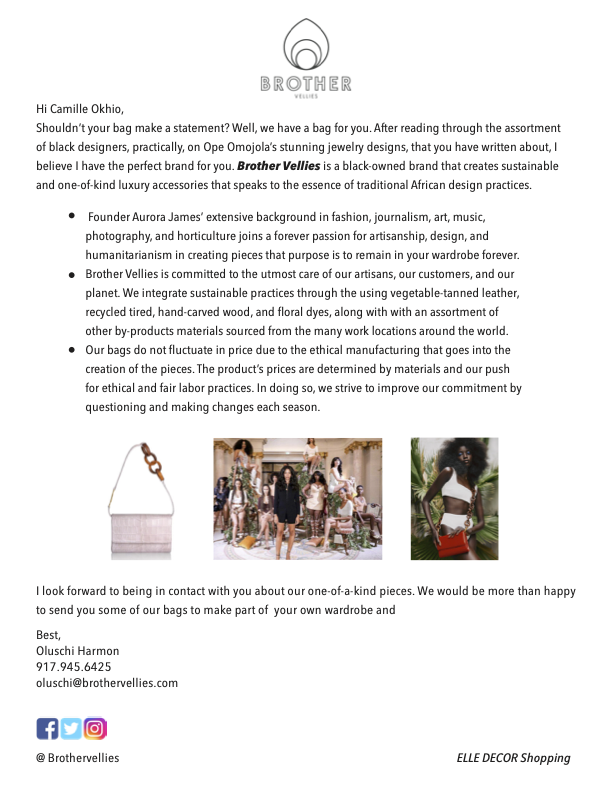 BROTHER
VELLIES
Hi Camille Okhio,
Shouldn't your bag make a statement? Well, we have a bag for you. After reading through the assortment
of black designers, practically, on Ope Omojola's stunning jewelry designs, that you have written about, I
believe I have the perfect brand for you. Brother Vellies is a black-owned brand that creates sustainable
and one-of-kind luxury accessories that speaks to the essence of traditional African design practices.
• Founder Aurora James' extensive background in fashion, journalism, art, music,
photography, and horticulture joins a forever passion for artisanship, design, and
humanitarianism in creating pieces that purpose is to remain in your wardrobe forever.
• Brother Vellies is committed to the utmost care of our artisans, our customers, and our
planet. We integrate sustainable practices through the using vegetable-tanned leather,
recycled tired, hand-carved wood, and floral dyes, along with with an assortment of
other by-products materials sourced from the many work locations around the world.
• Our bags do not fluctuate in price due to the ethical manufacturing that goes into the
creation of the pieces. The product's prices are determined by materials and our push
for ethical and fair labor practices. In doing so, we strive to improve our commitment by
questioning and making changes each season.
I look forward to being in contact with you about our one-of-a-kind pieces. We would be more than happy
to send you some of our bags to make part of your own wardrobe and
Best,
Oluschi Harmon
917.945.6425
oluschi@brothervellies.com
@ Brothervellies
ELLE DECOR Shopping